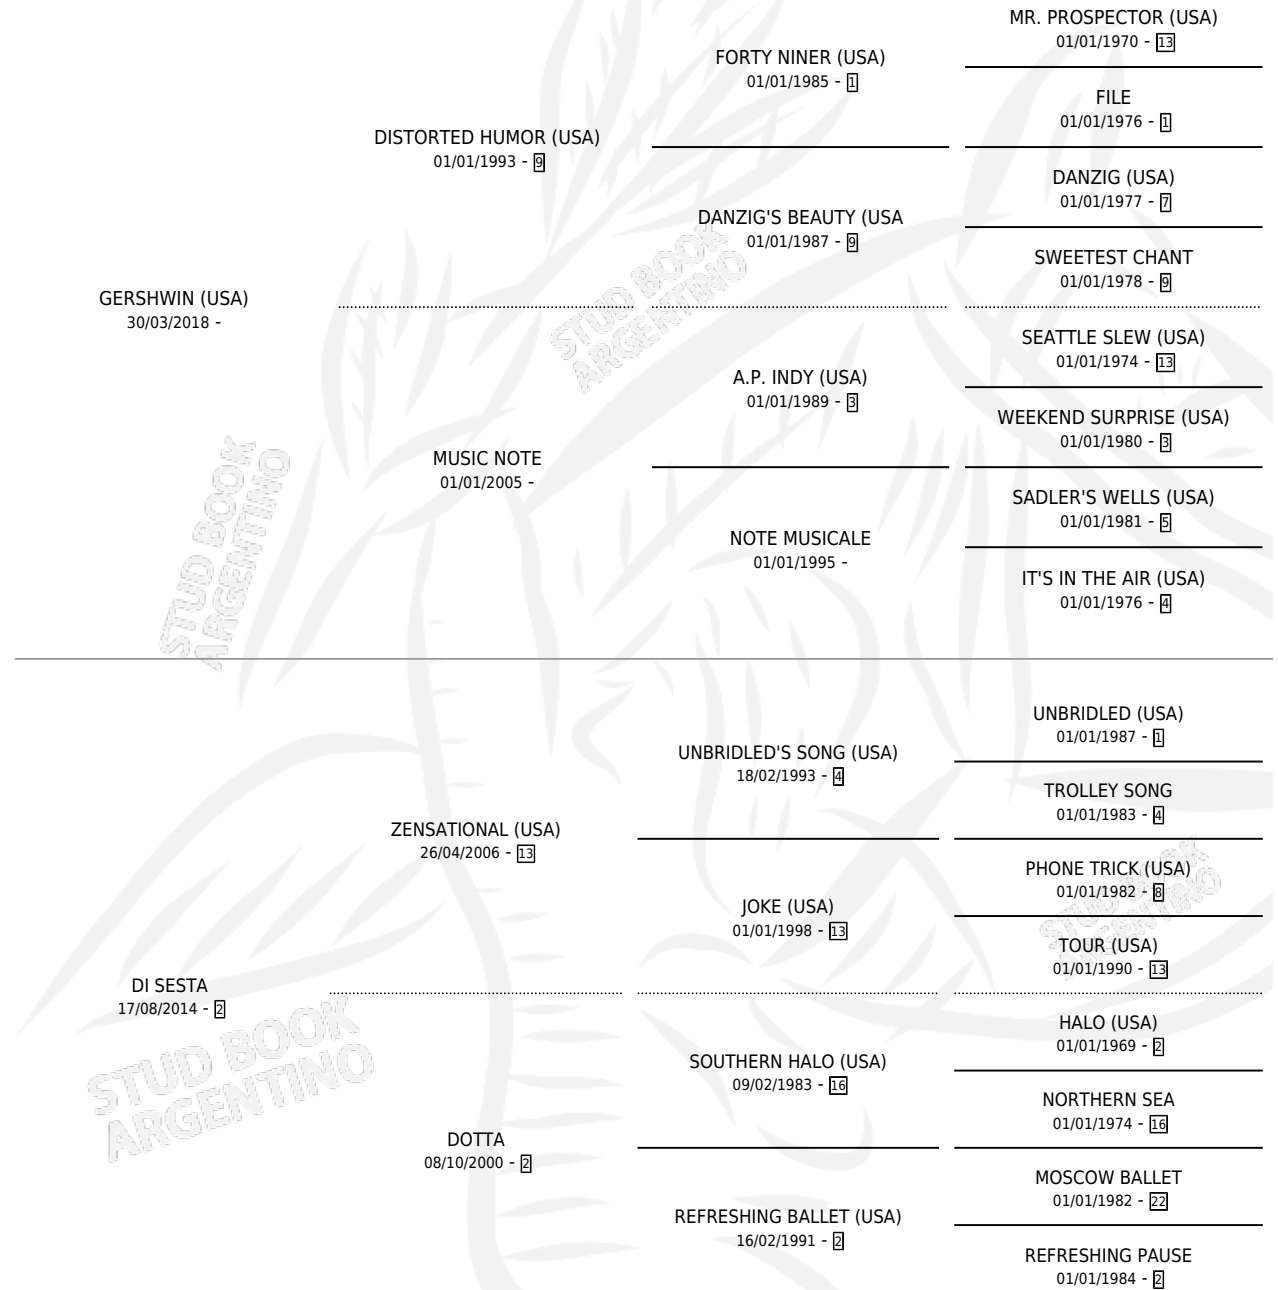 MR. PROSPECTOR (USA)
01/01/1970 - 13
FORTY NINER (USA)
01/01/1985 - 1
FILE
01/01/1976 - 1
DISTORTED HUMOR (USA)
01/01/1993 - 9
DANZIG (USA)
01/01/1977 - 7
DANZIG'S BEAUTY (USA
01/01/1987 - 9
SWEETEST CHANT
01/01/1978 - 9
GERSHWIN (USA)
30/03/2018 -
SEATTLE SLEW (USA)
01/01/1974 - 13
A.P. INDY (USA)
01/01/1989 - 3
WEEKEND SURPRISE (USA)
01/01/1980 - 3
MUSIC NOTE
01/01/2005 -
SADLER'S WELLS (USA)
01/01/1981 - 5
NOTE MUSICALE
01/01/1995 -
IT'S IN THE AIR (USA)
01/01/1976 - 4
UNBRIDLED (USA)
01/01/1987 - 1
UNBRIDLED'S SONG (USA)
18/02/1993 - 4
TROLLEY SONG
01/01/1983 - 4
ZENSATIONAL (USA)
26/04/2006 - 13
PHONE TRICK (USA)
01/01/1982 - 8
JOKE (USA)
01/01/1998 - 13
TOUR (USA)
01/01/1990 - 13
DI SESTA
17/08/2014 - 2
HALO (USA)
01/01/1969 - 2
SOUTHERN HALO (USA)
09/02/1983 - 16
NORTHERN SEA
01/01/1974 - 16
DOTTA
08/10/2000 - 2
MOSCOW BALLET
01/01/1982 - 22
REFRESHING BALLET (USA)
16/02/1991 - 2
REFRESHING PAUSE
01/01/1984 - 2
STUD BOOK
ARGENTINO
STUD BOOK
ARGENTINO
STUD BOOK
ARGENTINO
STUD BOOK
ARGENTINO